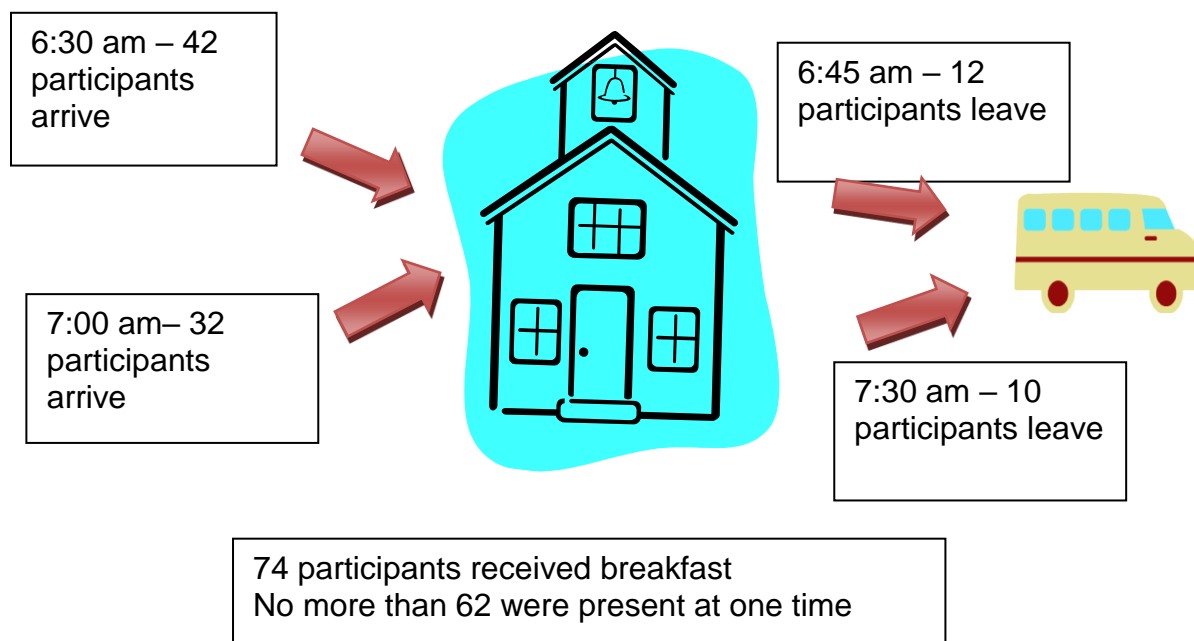 6:30 am – 42
participants
arrive
6:45 am – 12
participants leave
7:00 am– 32
participants
arrive
7:30 am – 10
participants leave
74 participants received breakfast
No more than 62 were present at one time